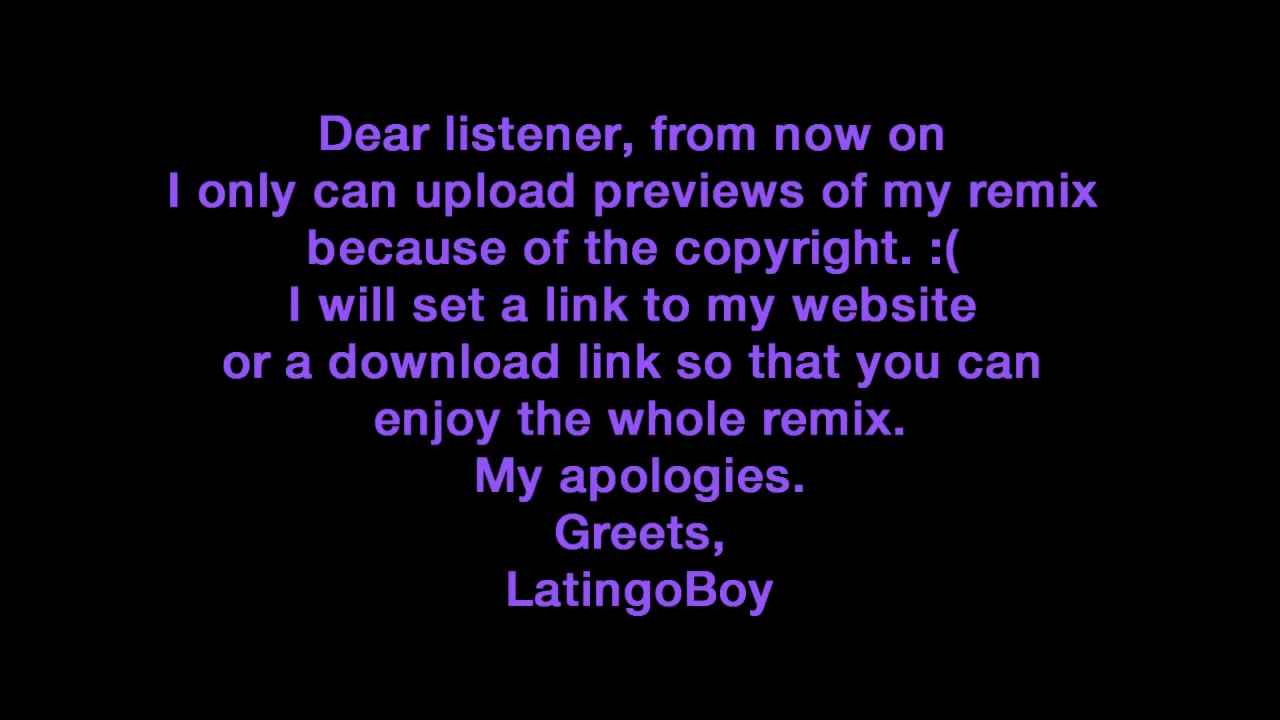 Dear listener, from now on
I only can upload previews of my remix
because of the copyright. :(
I will set a link to my website
or a download link so that you can
enjoy the whole remix.
My apologies.
Greets,
LatingoBoy